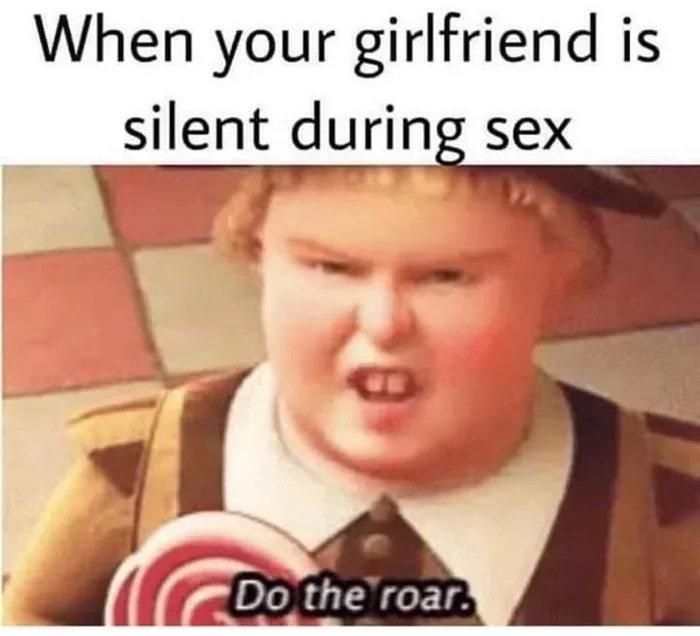 When your girlfriend is
silent during sex
Do the roar.